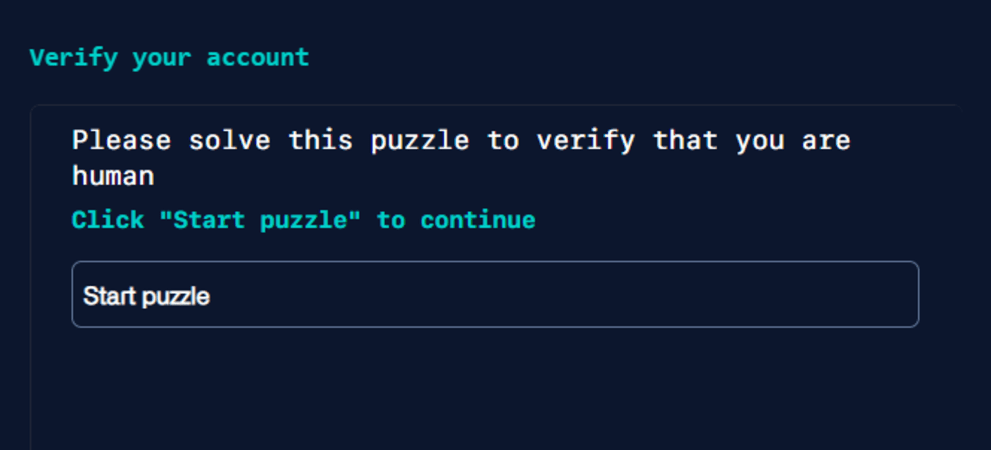 Verify your account
Please solve this puzzle to verify that you are
human
Click "Start puzzle" to continue
Start puzzle